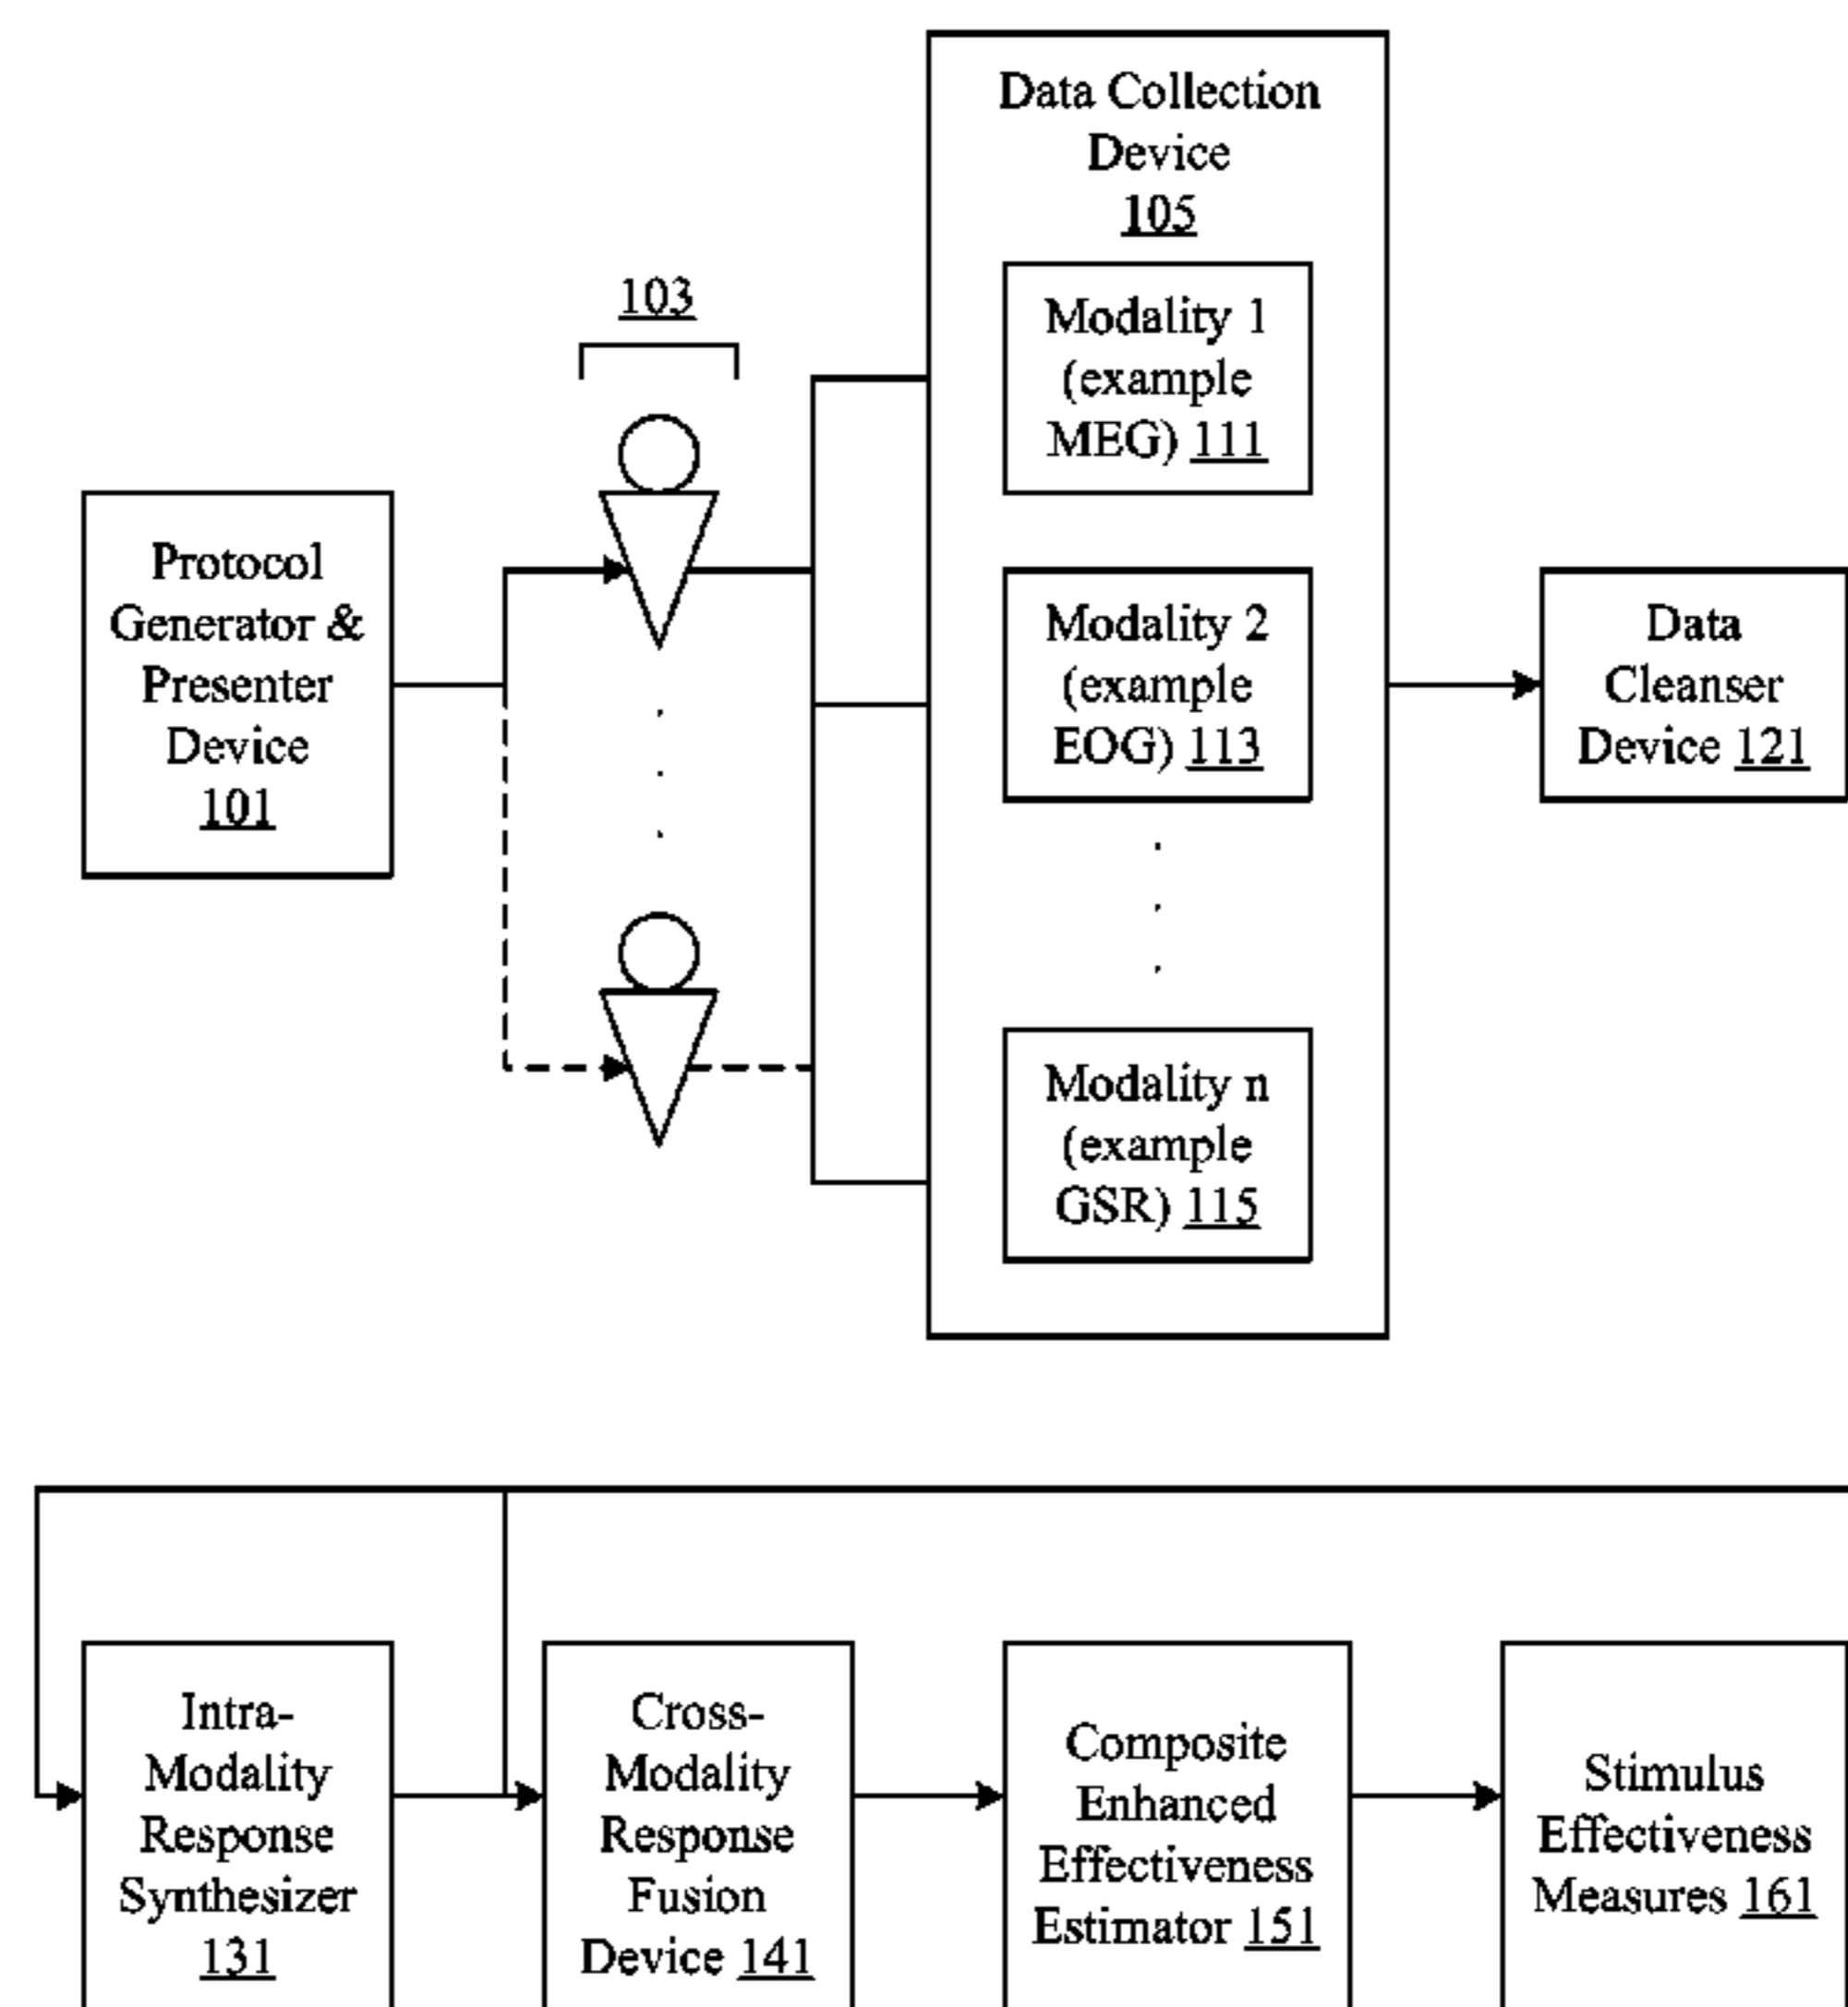 Data Collection
Device
105
103
Modality 1
(example
MEG) 111
Protocol
Generator &
Presenter
Device
101
Modality 2
(example
EOG) 113
Data
Cleanser
Device 121
Modality n
(example
GSR) 115
Intra-
Modality
Response
Synthesizer
131
Cross-
Modality
Response
Fusion
Device 141
Composite
Enhanced
Effectiveness
Estimator 151
Stimulus
Effectiveness
Measures 161